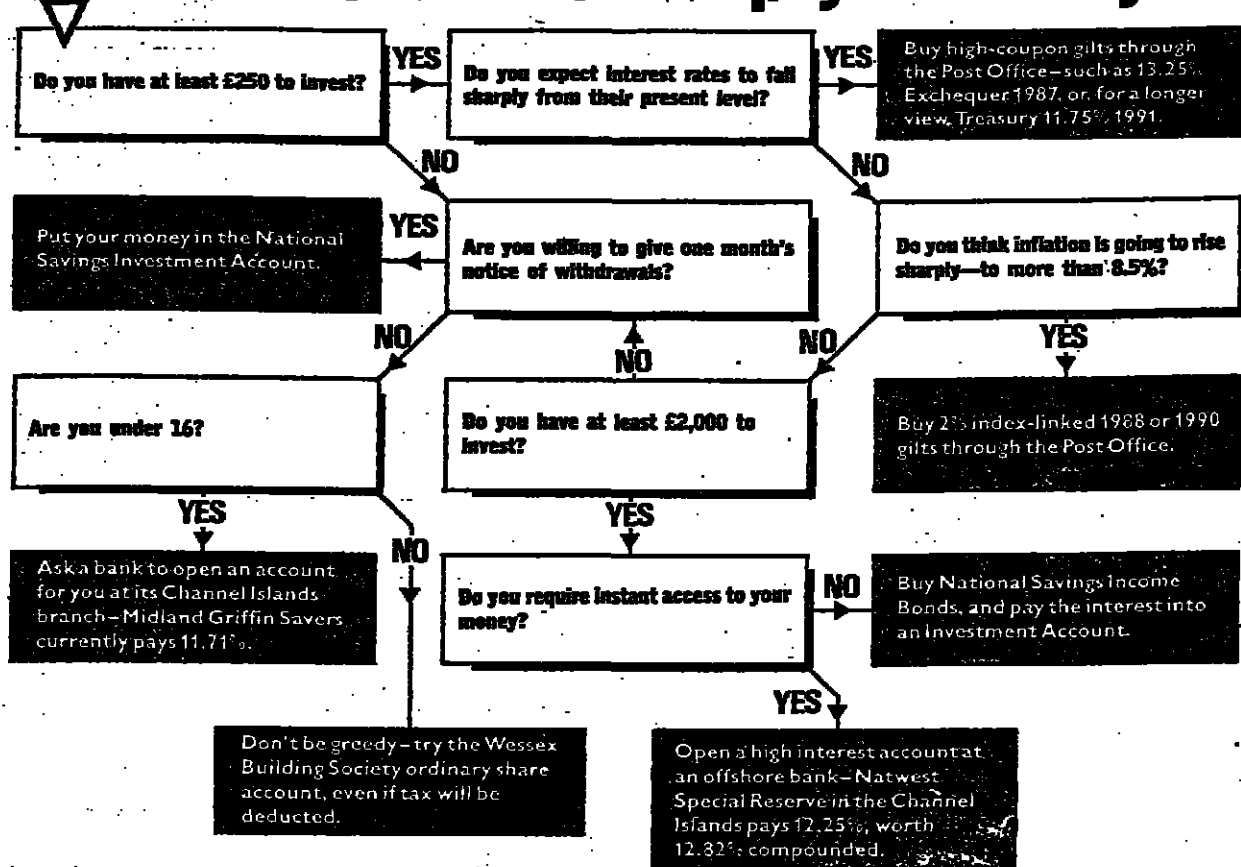 YES
YES
Do you have at least £250 to invest?
Do you expect interest rates to fall
sharply from their present level?
Buy high-coupon gilts through
the Post Office–such as 13.25%
Exchequer 1987, or, for a longer
view, Treasury 11.75% 1991.
NO
NO
Put your money in the National
Savings Investment Account.
YES
Are you willing to give one month's
notice of withdrawals?
Do you think inflation is going to rise
sharply—to more than 8.5%?
NO
NO
NO
YES
Are you under 16?
Do you have at least £2,000 to
invest?
Buy 2% index-linked 1988 or 1990
gilts through the Post Office.
YES
NO
YES
Ask a bank to open an account
for you at its Channel Islands
branch–Midland Griffin Savers
currently pays 11.71%.
Do you require instant access to your
money?
NO
Buy National Savings Income
Bonds, and pay the interest into
an Investment Account.
YES
Don't be greedy–try the Wessex
Building Society ordinary share
account, even if tax will be
deducted.
Open a high interest account at
an offshore bank–Natwest
Special Reserve in the Channel
Islands pays 12.25%, worth
12.82% compounded.